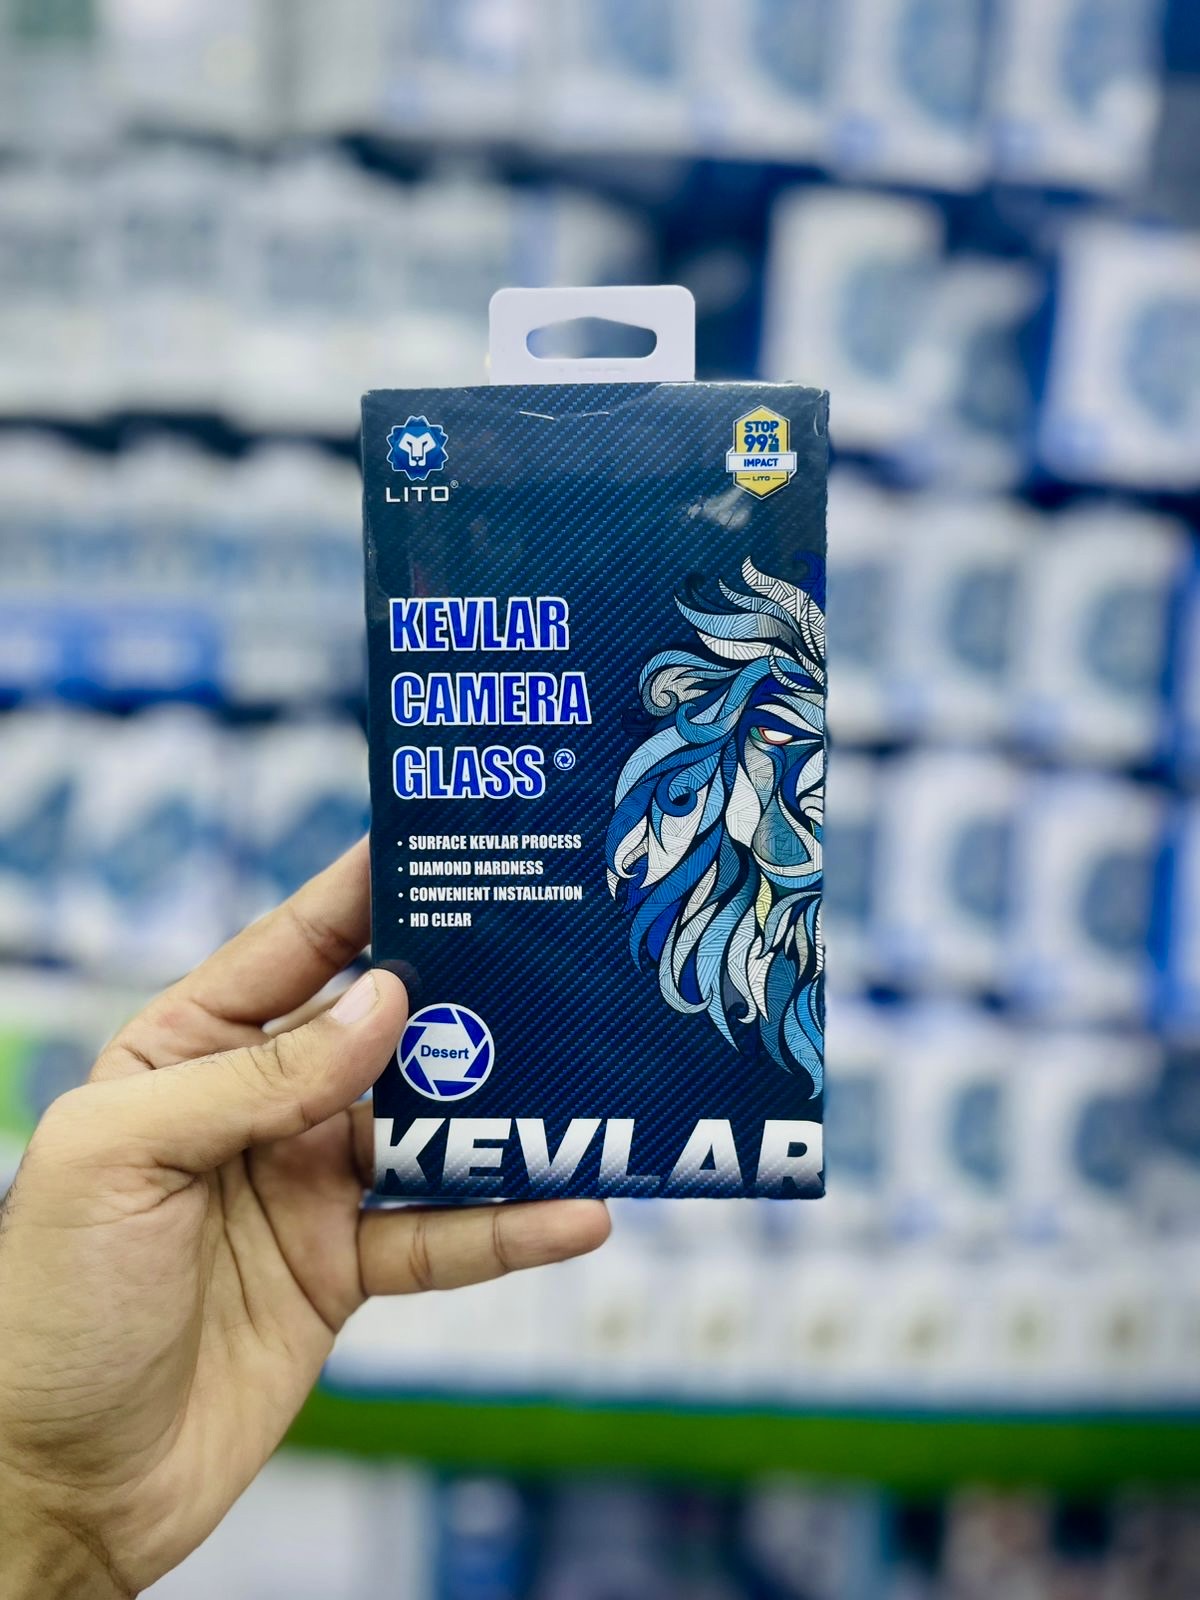 LITO®
STOP
99%
IMPACT
LITO
KEVLAR
CAMERA
GLASS
• SURFACE KEVLAR PROCESS
• DIAMOND HARDNESS
• CONVENIENT INSTALLATION
• HD CLEAR
Desert
KEVLAR